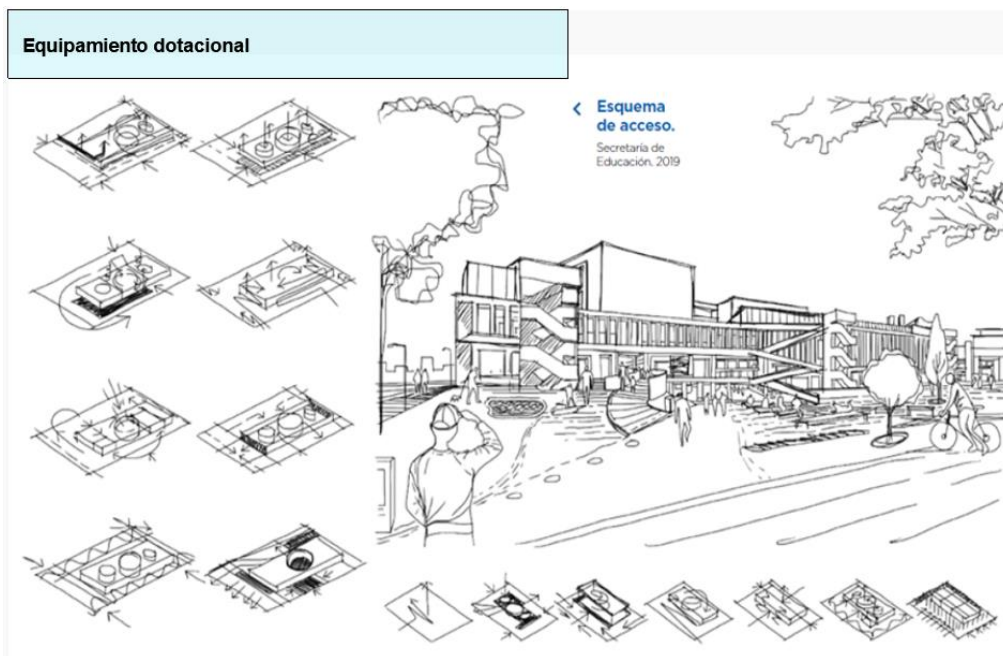 Equipamiento dotacional
Esquema
de acceso.
Secretaría de
Educación, 2019